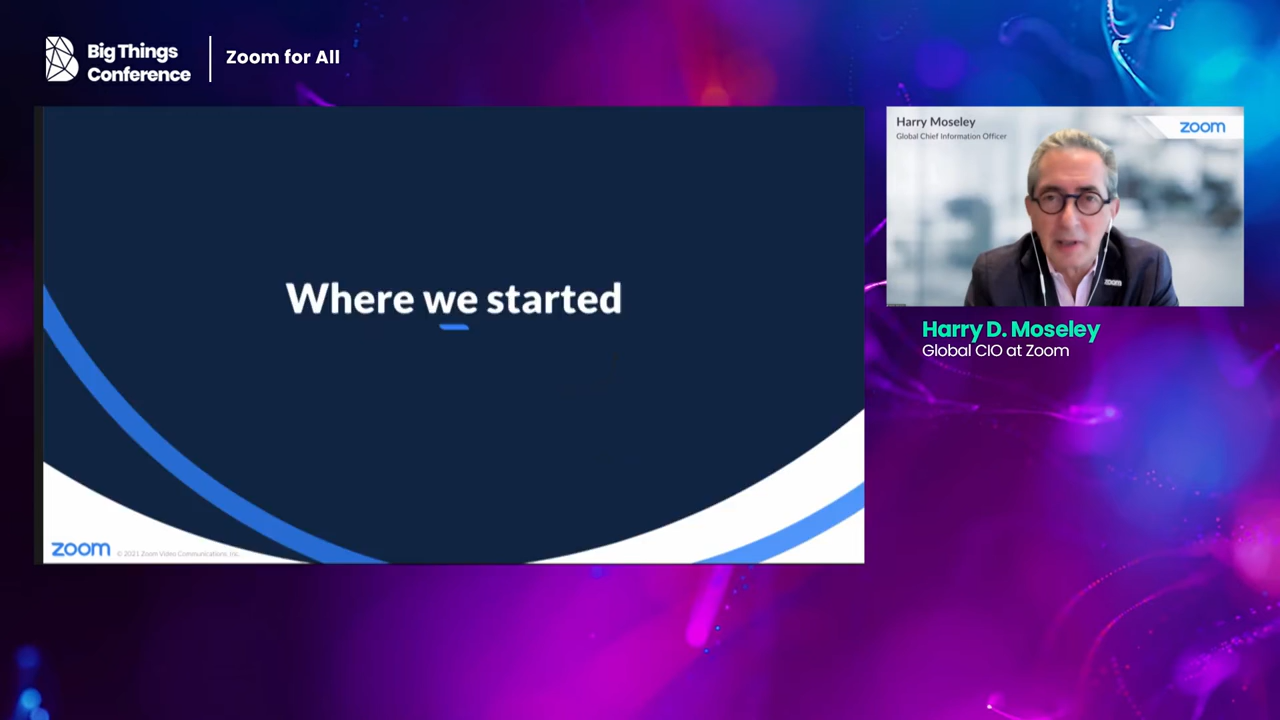 Big Things
Conference
Zoom for All
Where we started
zoom
© 2021 Zoom Video Communications, Inc.
Harry Moseley
Global Chief Information Officer
zoom
zoom
Harry D. Moseley
Global CIO at Zoom